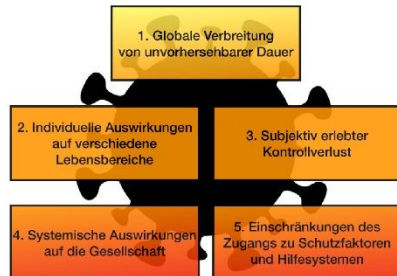 1. Globale Verbreitung
von unvorhersehbarer Dauer
2. Individuelle Auswirkungen
auf verschiedene
Lebensbereiche
3. Subjektiv erlebter
Kontrollverlust
4. Systemische Auswirkungen
auf die Gesellschaft
5. Einschränkungen des
Zugangs zu Schutzfaktoren
und Hilfesystemen